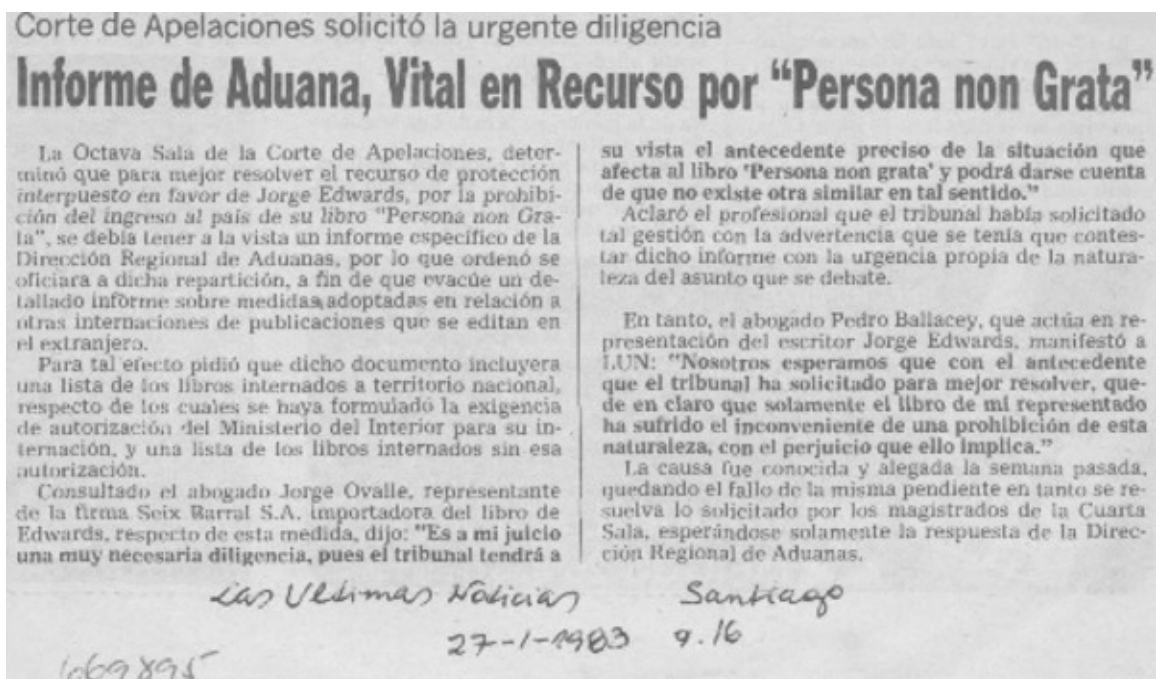 Corte de Apelaciones solicitó la urgente diligencia
Informe de Aduana, Vital en Recurso por “Persona non Grata”
La Octava Sala de la Corte de Apelaciones, deter-
minó que para mejor resolver el recurso de protección
interpuesto en favor de Jorge Edwards, por la prohibi-
ción del ingreso al país de su libro “Persona non Gra-
ta”, se debía tener a la vista un informe específico de la
Dirección Regional de Aduanas, por lo que ordenó se
oficiara a dicha repartición, a fin de que evacúe un de-
tallado informe sobre medidas adoptadas en relación a
otras internaciones de publicaciones que se editan en
el extranjero.
Para tal efecto pidió que dicho documento incluyera
una lista de los libros internados a territorio nacional,
respecto de los cuales se haya formulado la exigencia
de autorización del Ministerio del Interior para su in-
ternación, y una lista de los libros internados sin esa
autorización.
Consultado el abogado Jorge Ovalle, representante
de la firma Seix Barral S.A. importadora del libro de
Edwards, respecto de esta medida, dijo: “Es a mi juicio
una muy necesaria diligencia, pues el tribunal tendrá a
su vista el antecedente preciso de la situación que
afecta al libro ‘Persona non grata’ y podrá darse cuenta
de que no existe otra similar en tal sentido.”
Aclaró el profesional que el tribunal había solicitado
tal gestión con la advertencia que se tenía que contes-
tar dicho informe con la urgencia propia de la natura-
leza del asunto que se debate.
En tanto, el abogado Pedro Ballacey, que actúa en re-
presentación del escritor Jorge Edwards, manifestó a
LUN: “Nosotros esperamos que con el antecedente
que el tribunal ha solicitado para mejor resolver, que-
de en claro que solamente el libro de mi representado
ha sufrido el inconveniente de una prohibición de esta
naturaleza, con el perjuicio que ello implica.”
La causa fue conocida y alegada la semana pasada,
quedando el fallo de la misma pendiente en tanto se re-
suelva lo solicitado por los magistrados de la Cuarta
Sala, esperándose solamente la respuesta de la Direc-
ción Regional de Aduanas.
Las Ultimas Noticias Santiago
27-1-1983 p.16
669895